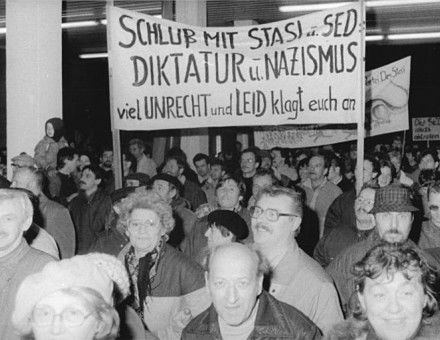 SCHLUß MIT STASI u. SED
DIKTATUR u. NAZISMUS
viel UNRECHT und LEID klagt euch an